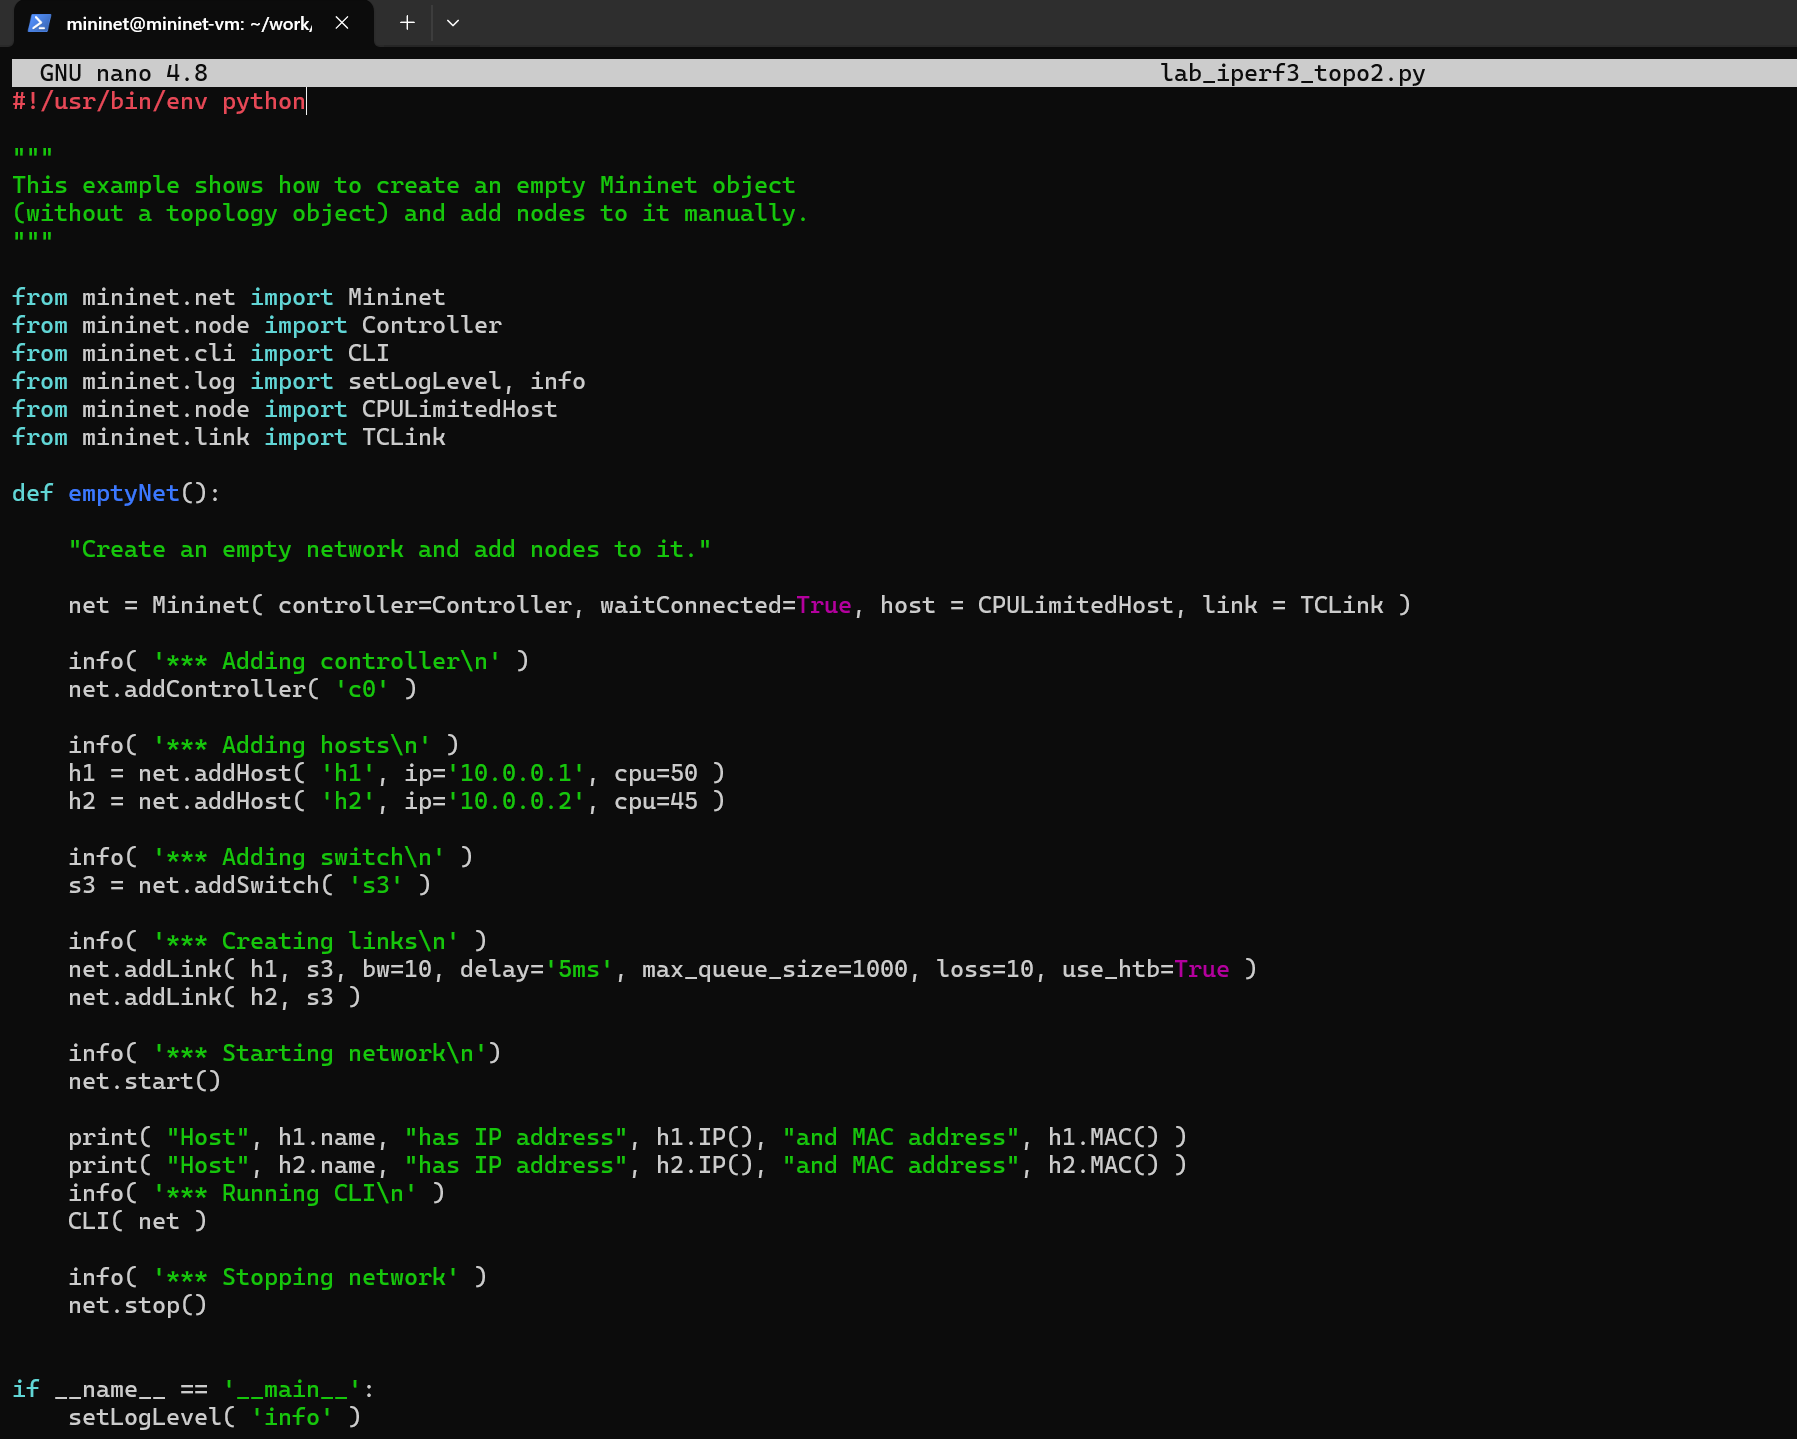 mininet@mininet-vm: ~/work/
GNU nano 4.8 lab_iperf3_topo2.py
#!/usr/bin/env python
"""
This example shows how to create an empty Mininet object
(without a topology object) and add nodes to it manually.
"""
from mininet.net import Mininet
from mininet.node import Controller
from mininet.cli import CLI
from mininet.log import setLogLevel, info
from mininet.node import CPULimitedHost
from mininet.link import TCLink
def emptyNet():
"Create an empty network and add nodes to it."
net = Mininet( controller=Controller, waitConnected=True, host = CPULimitedHost, link = TCLink )
info( '*** Adding controller\n' )
net.addController( 'c0' )
info( '*** Adding hosts\n' )
h1 = net.addHost( 'h1', ip='10.0.0.1', cpu=50 )
h2 = net.addHost( 'h2', ip='10.0.0.2', cpu=45 )
info( '*** Adding switch\n' )
s3 = net.addSwitch( 's3' )
info( '*** Creating links\n' )
net.addLink( h1, s3, bw=10, delay='5ms', max_queue_size=1000, loss=10, use_htb=True )
net.addLink( h2, s3 )
info( '*** Starting network\n')
net.start()
print( "Host", h1.name, "has IP address", h1.IP(), "and MAC address", h1.MAC() )
print( "Host", h2.name, "has IP address", h2.IP(), "and MAC address", h2.MAC() )
info( '*** Running CLI\n' )
CLI( net )
info( '*** Stopping network' )
net.stop()
if __name__ == '__main__':
setLogLevel( 'info' )